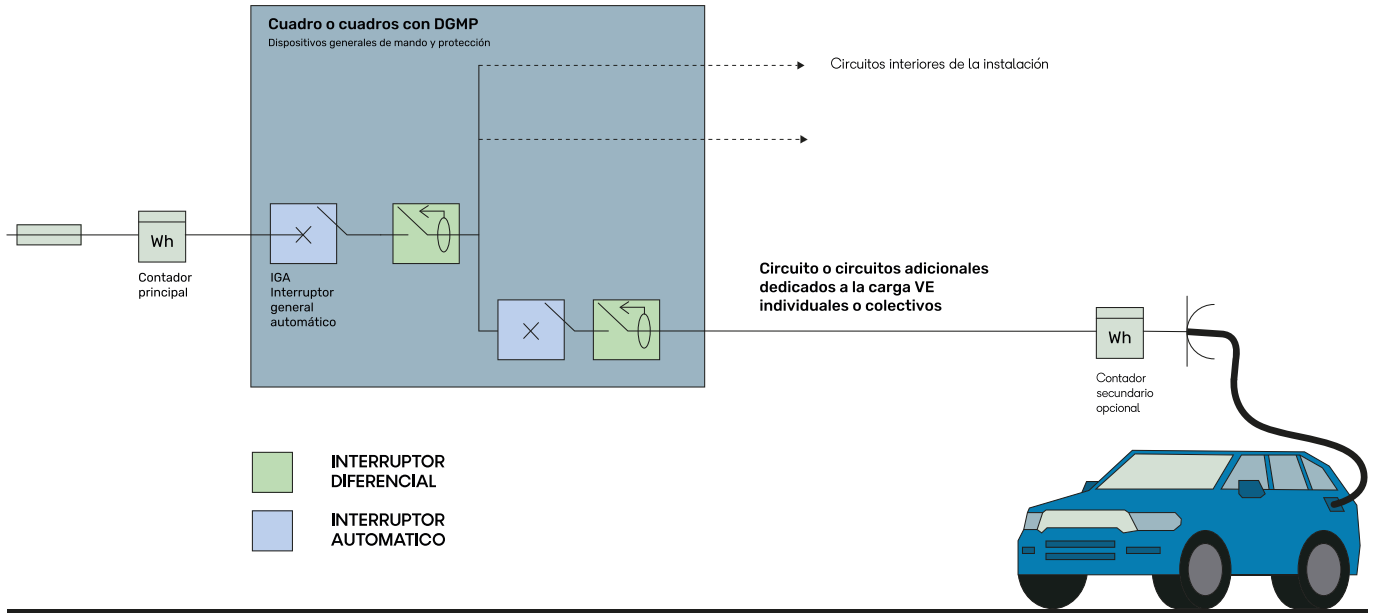 Cuadro o cuadros con DGMP
Dispositivos generales de mando y protección
Circuitos interiores de la instalación
Wh
Contador
principal
IGA
Interruptor
general
automático
Circuito o circuitos adicionales
dedicados a la carga VE
individuales o colectivos
Wh
Contador
secundario
opcional
INTERRUPTOR
DIFERENCIAL
INTERRUPTOR
AUTOMATICO